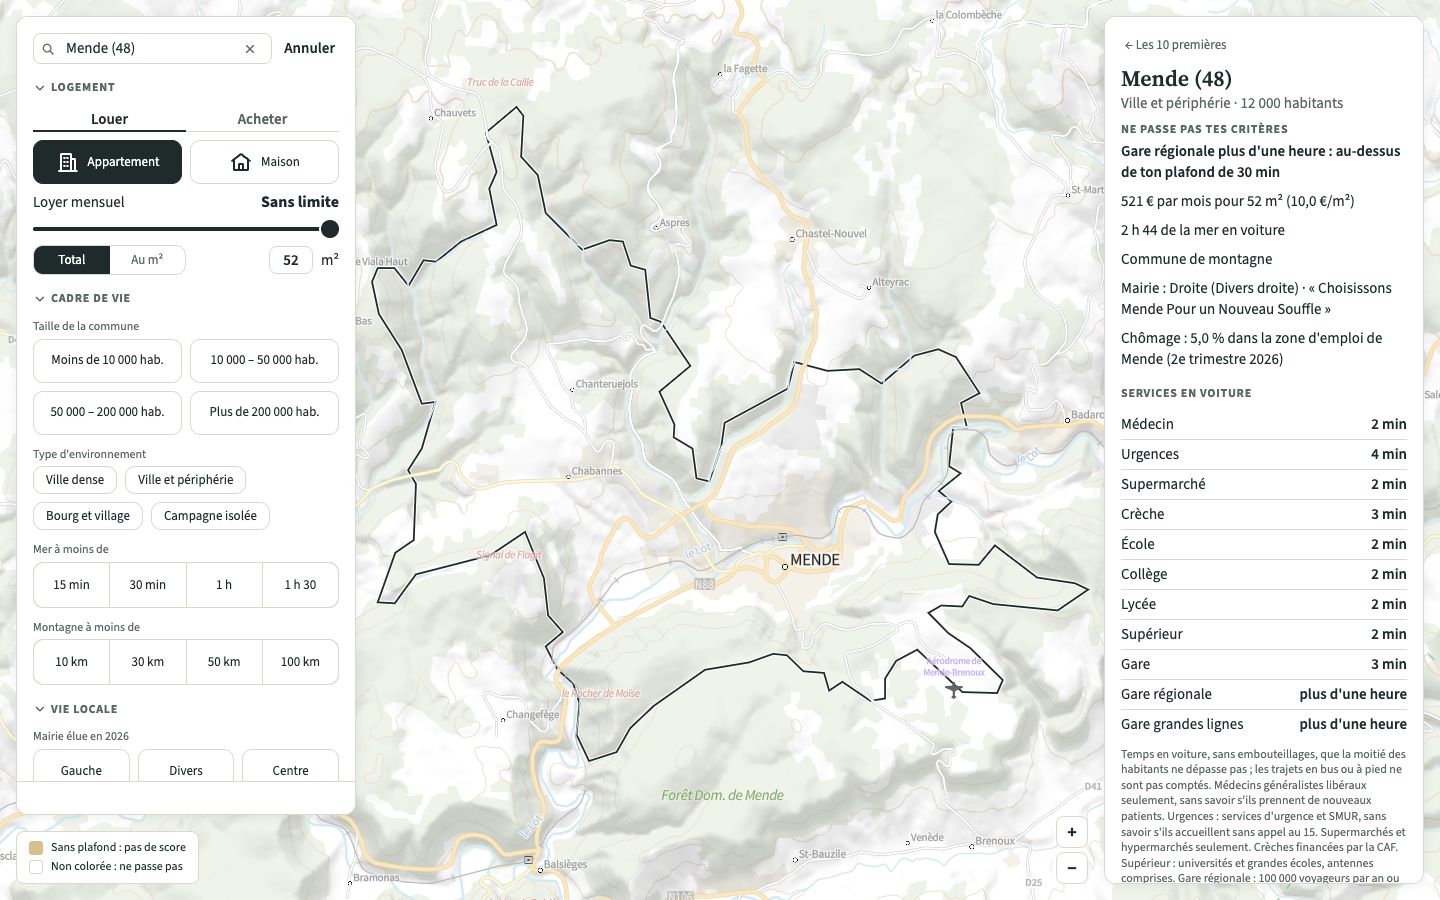 Mende (48)
Annuler
LOGEMENT
Louer
Acheter
Appartement
Maison
Loyer mensuel
Sans limite
Total
Au m²
52
m²
CADRE DE VIE
Taille de la commune
Moins de 10 000 hab.
10 000 – 50 000 hab.
50 000 – 200 000 hab.
Plus de 200 000 hab.
Type d'environnement
Ville dense
Ville et périphérie
Bourg et village
Campagne isolée
Mer à moins de
15 min
30 min
1 h
1 h 30
Montagne à moins de
10 km
30 km
50 km
100 km
VIE LOCALE
Mairie élue en 2026
Gauche
Divers
Centre
Sans plafond : pas de score
Non colorée : ne passe pas
la Colombèche
la Fagette
Truc de la Caille
Chauvets
St-Mart
Aspres
Chastel-Nouvel
le Viala Haut
Alteyrac
Bas
Chanteruejols
Badaro
Chabannes
le Lot
le Lot
Signal de Flagit
MENDE
N88
Aérodrome de
Mende-Brenoux
le Rocher de Moïse
Changefège
Forêt Dom. de Mende
D41
le Lot
Venède
Brenoux
St-Bauzile
Balsièges
Bramonas
D25
N106
+
−
← Les 10 premières
Mende (48)
Ville et périphérie · 12 000 habitants
NE PASSE PAS TES CRITÈRES
Gare régionale plus d'une heure : au-dessus
de ton plafond de 30 min
521 € par mois pour 52 m² (10,0 €/m²)
2 h 44 de la mer en voiture
Commune de montagne
Mairie : Droite (Divers droite) · « Choisissons
Mende Pour un Nouveau Souffle »
Chômage : 5,0 % dans la zone d'emploi de
Mende (2e trimestre 2026)
SERVICES EN VOITURE
Médecin 2 min
Urgences 4 min
Supermarché 2 min
Crèche 3 min
École 2 min
Collège 2 min
Lycée 2 min
Supérieur 2 min
Gare 3 min
Gare régionale plus d'une heure
Gare grandes lignes plus d'une heure
Temps en voiture, sans embouteillages, que la moitié des
habitants ne dépasse pas ; les trajets en bus ou à pied ne
sont pas comptés. Médecins généralistes libéraux
seulement, sans savoir s'ils prennent de nouveaux
patients. Urgences : services d'urgence et SMUR, sans
savoir s'ils accueillent sans appel au 15. Supermarchés et
hypermarchés seulement. Crèches financées par la CAF.
Supérieur : universités et grandes écoles, antennes
comprises. Gare régionale : 100 000 voyageurs par an ou